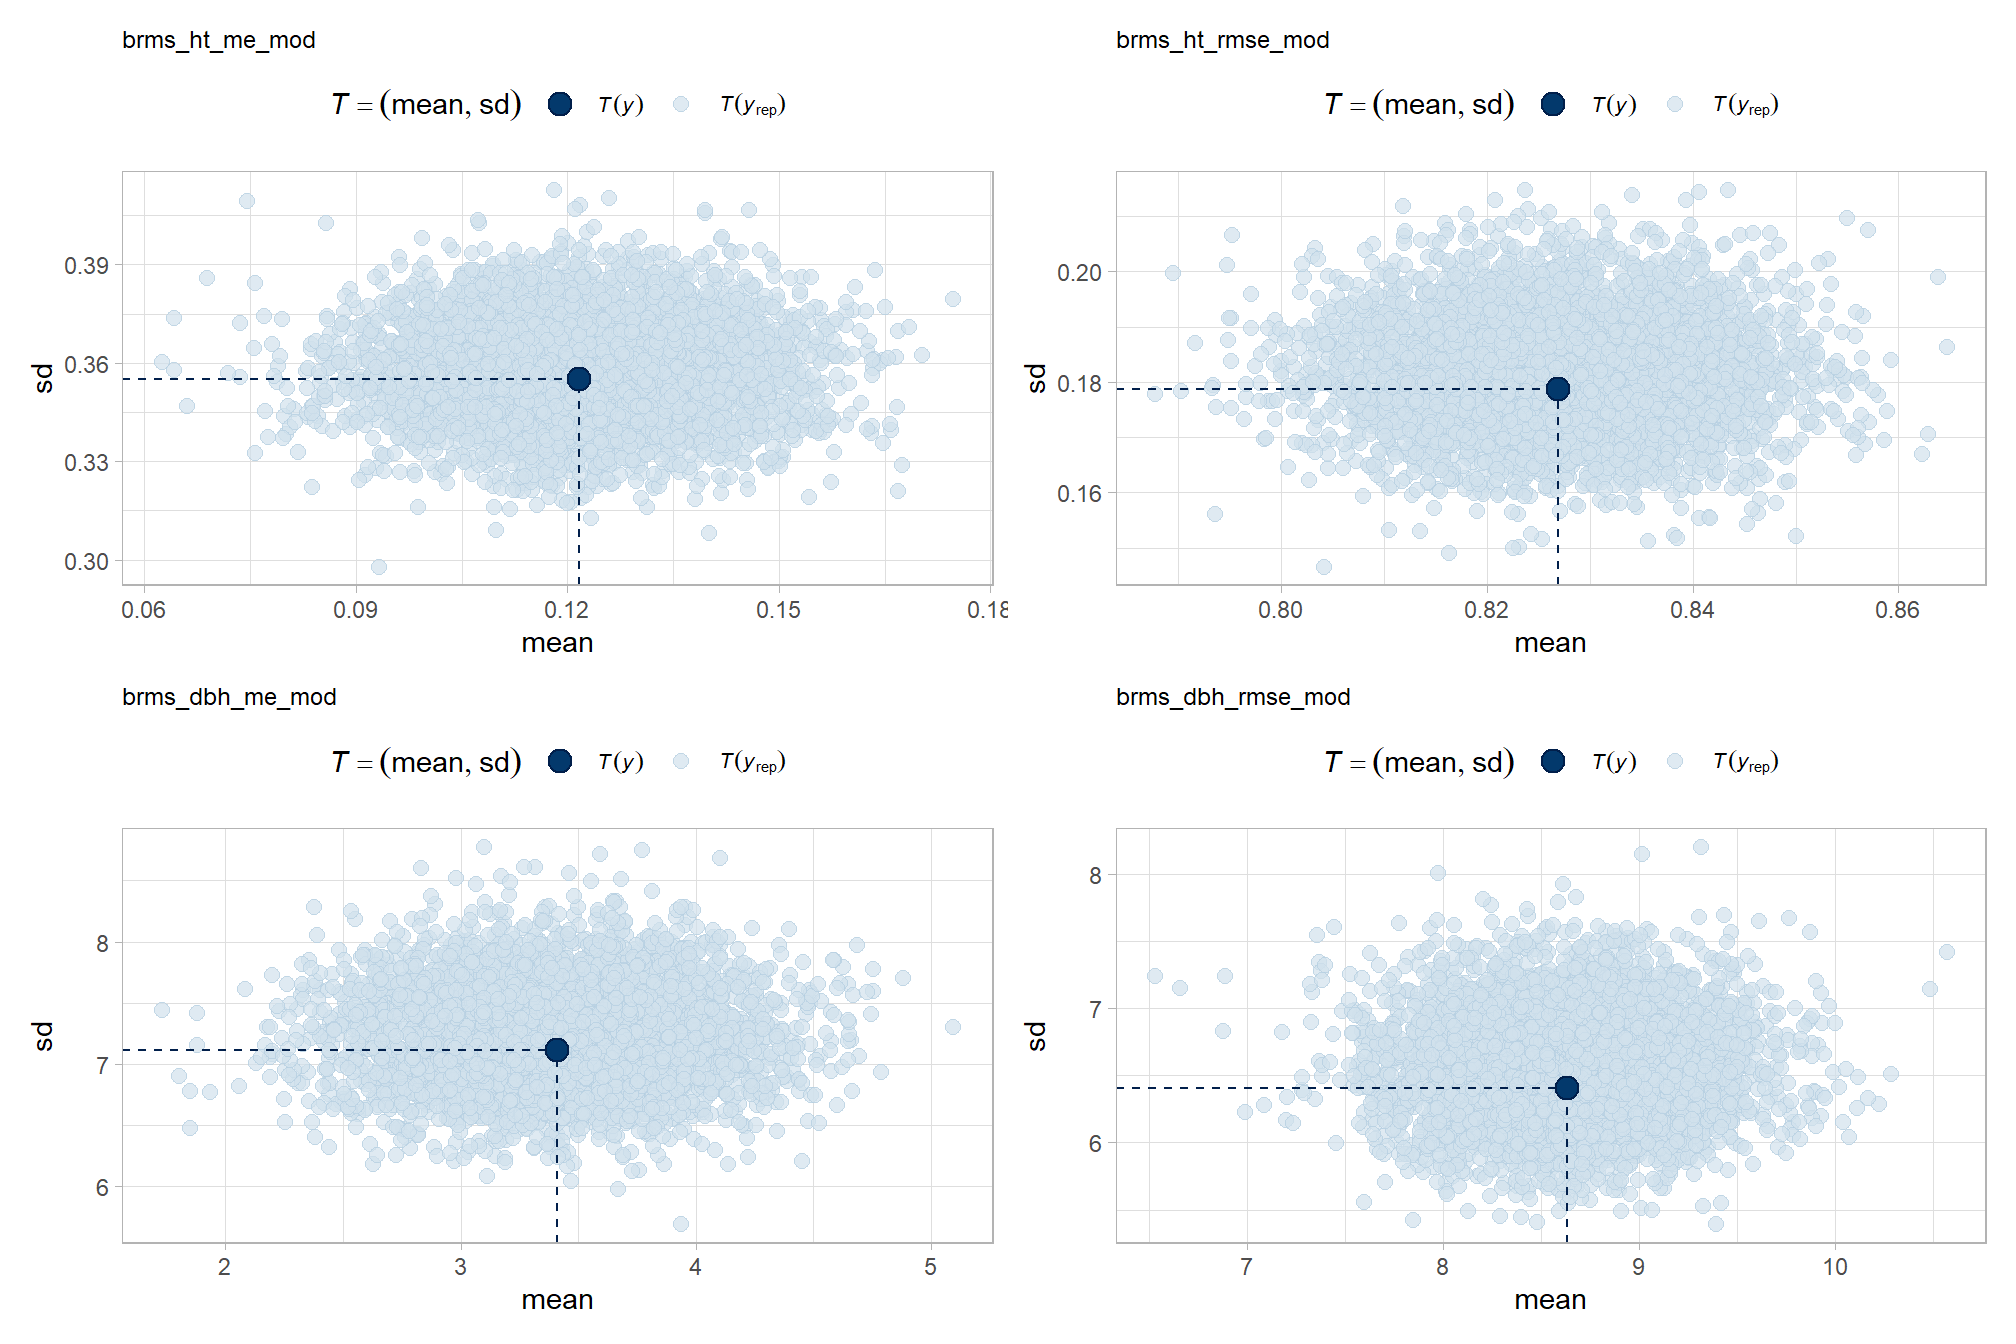 brms_ht_me_mod
T = (mean, sd) T(y) T(yrep)
0.39
0.36
0.33
0.30
sd
0.06 0.09 0.12 0.15 0.18
mean
brms_ht_rmse_mod
T = (mean, sd) T(y) T(yrep)
0.20
0.18
0.16
sd
0.80 0.82 0.84 0.86
mean
brms_dbh_me_mod
T = (mean, sd) T(y) T(yrep)
8
7
6
sd
2 3 4 5
mean
brms_dbh_rmse_mod
T = (mean, sd) T(y) T(yrep)
8
7
6
sd
7 8 9 10
mean